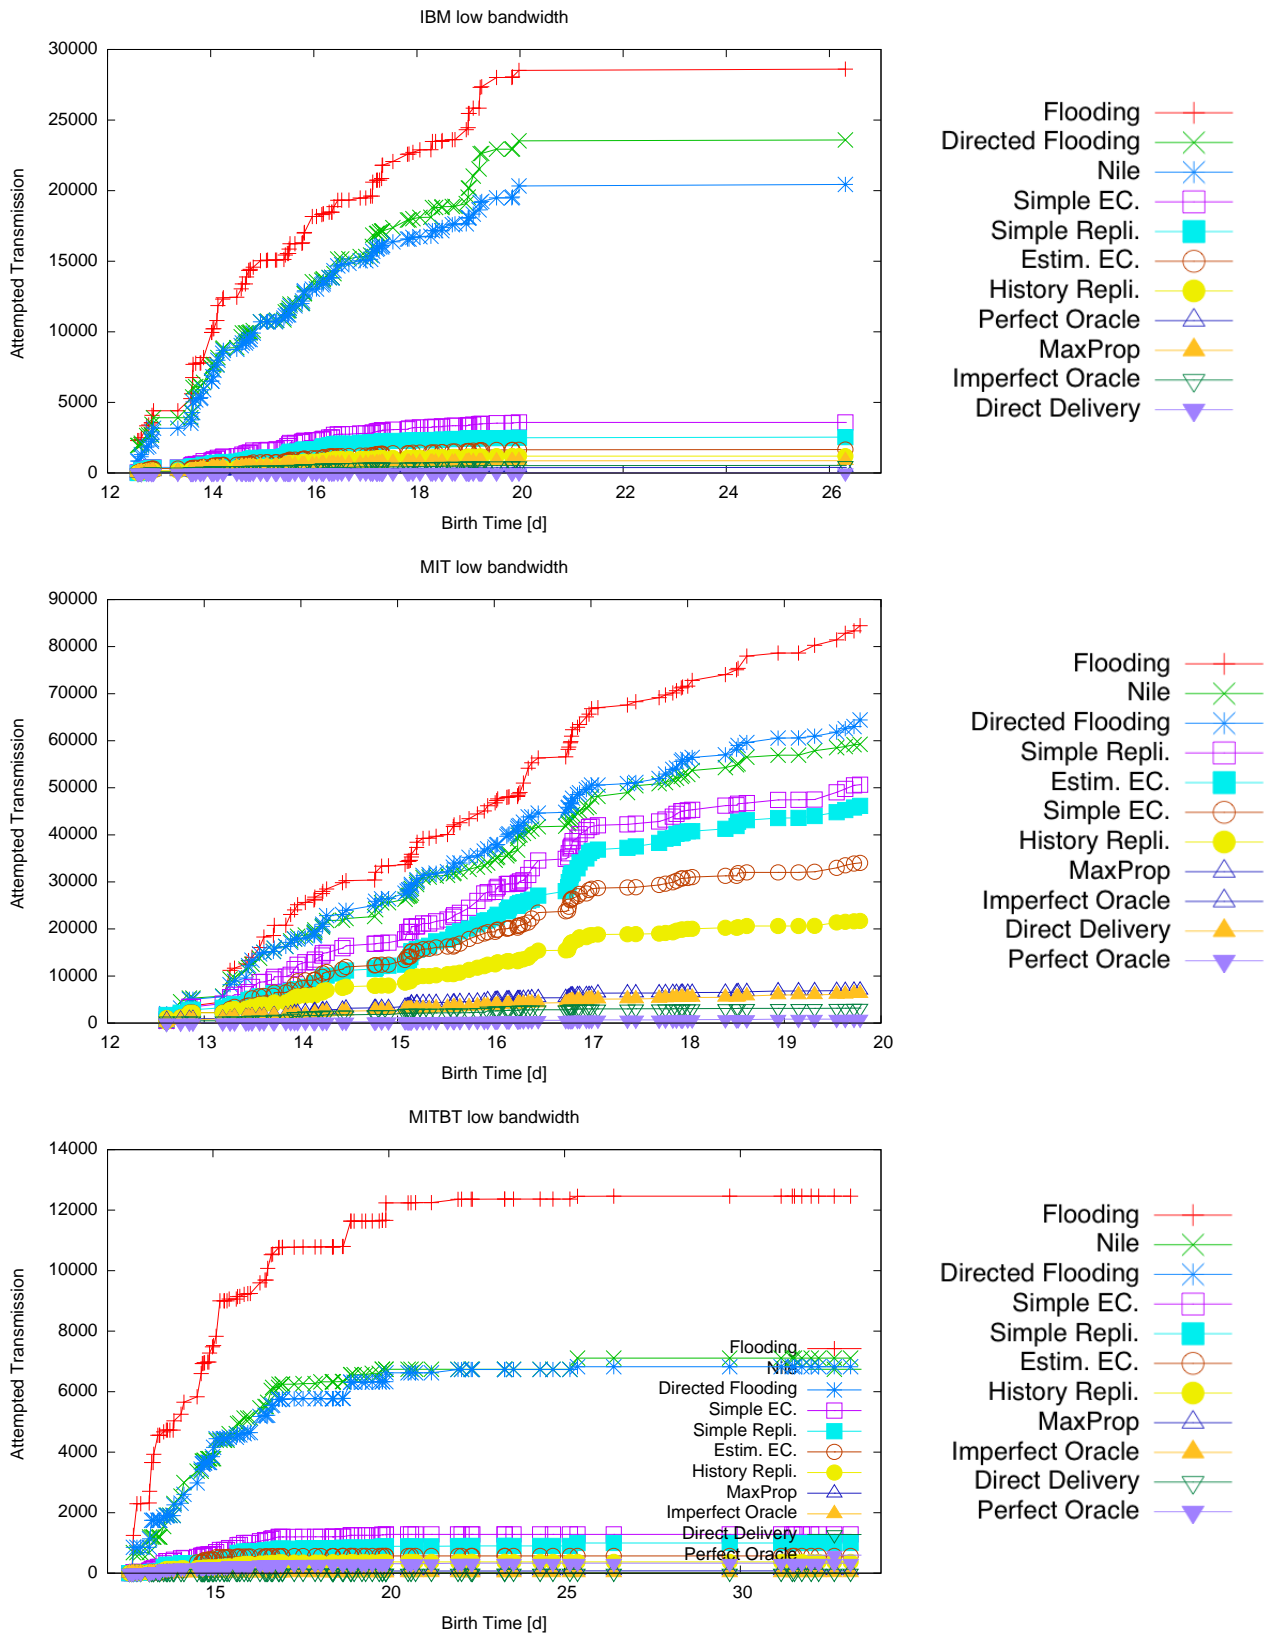 IBM low bandwidth
30000
25000
20000
15000
10000
5000
0
Attempted Transmission
12 14 16 18 20 22 24 26
Birth Time [d]
Flooding
Directed Flooding
Nile
Simple EC.
Simple Repli.
Estim. EC.
History Repli.
Perfect Oracle
MaxProp
Imperfect Oracle
Direct Delivery
MIT low bandwidth
90000
80000
70000
60000
50000
40000
30000
20000
10000
0
Attempted Transmission
12 13 14 15 16 17 18 19 20
Birth Time [d]
Flooding
Nile
Directed Flooding
Simple Repli.
Estim. EC.
Simple EC.
History Repli.
MaxProp
Imperfect Oracle
Direct Delivery
Perfect Oracle
MITBT low bandwidth
14000
12000
10000
8000
6000
4000
2000
0
Attempted Transmission
15 20 25 30
Birth Time [d]
Flooding
Nile
Directed Flooding
Simple EC.
Simple Repli.
Estim. EC.
History Repli.
MaxProp
Imperfect Oracle
Direct Delivery
Perfect Oracle
Flooding
Nile
Directed Flooding
Simple EC.
Simple Repli.
Estim. EC.
History Repli.
MaxProp
Imperfect Oracle
Direct Delivery
Perfect Oracle